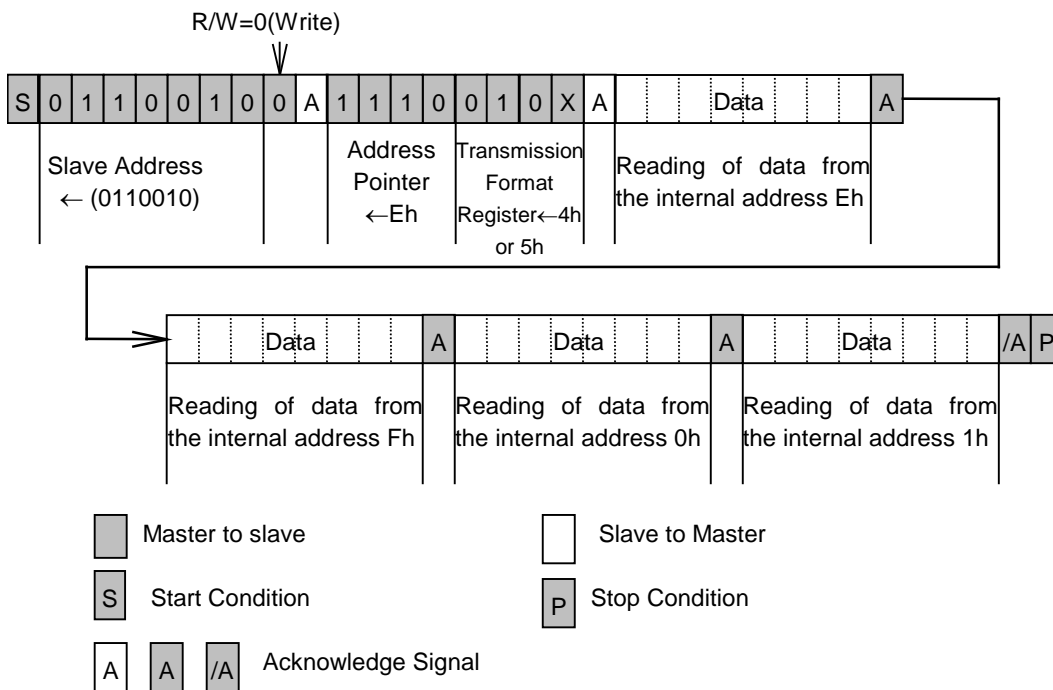 R/W=0(Write)
S 0 1 1 0 0 1 0 0 A 1 1 1 0 0 1 0 X A Data A
Slave Address
← (0110010)
Address
Pointer
←Eh
Transmission
Format
Register←4h
or 5h
Reading of data from
the internal address Eh
Data A Data A Data /A P
Reading of data from
the internal address Fh
Reading of data from
the internal address 0h
Reading of data from
the internal address 1h
Master to slave
Slave to Master
S Start Condition
P Stop Condition
A A /A Acknowledge Signal